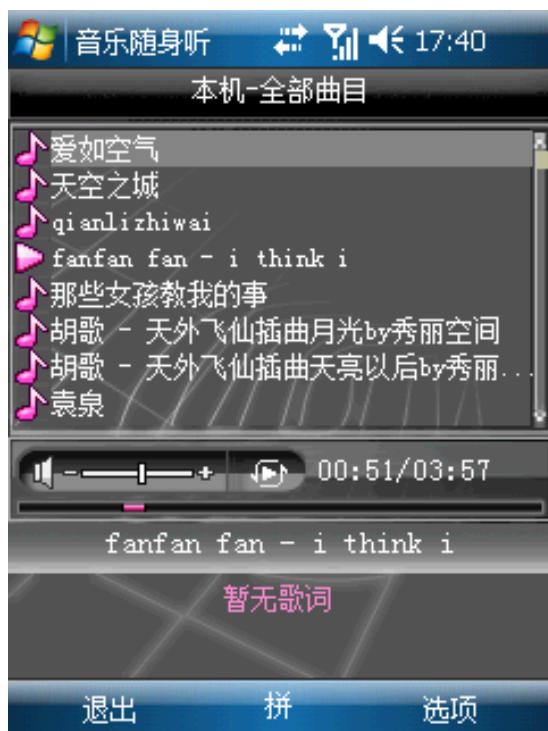 音乐随身听 17:40
本机-全部曲目
爱如空气
天空之城
qianlizhiwai
fanfan fan - i think i
那些女孩教我的事
胡歌 - 天外飞仙插曲月光by秀丽空间
胡歌 - 天外飞仙插曲天亮以后by秀丽...
袁泉
00:51/03:57
fanfan fan - i think i
暂无歌词
退出 拼 选项